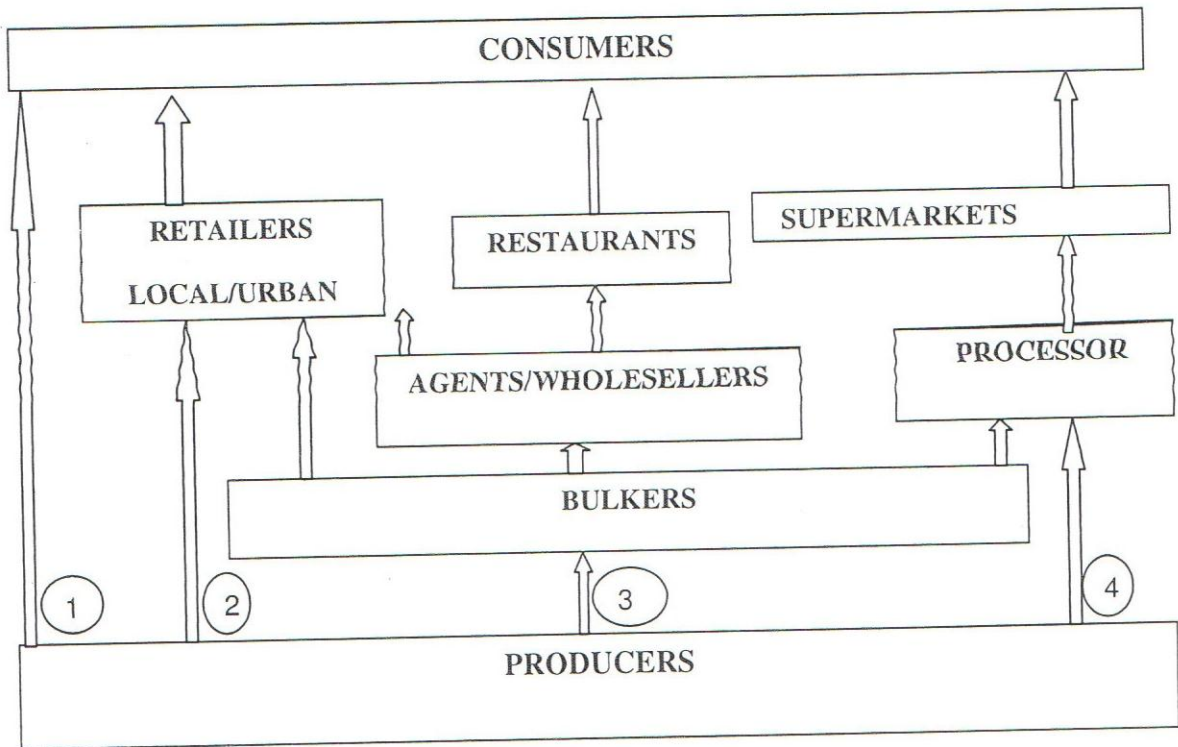 CONSUMERS
RETAILERS
LOCAL/URBAN
RESTAURANTS
SUPERMARKETS
AGENTS/WHOLESELLERS
PROCESSOR
BULKERS
1
2
3
4
PRODUCERS